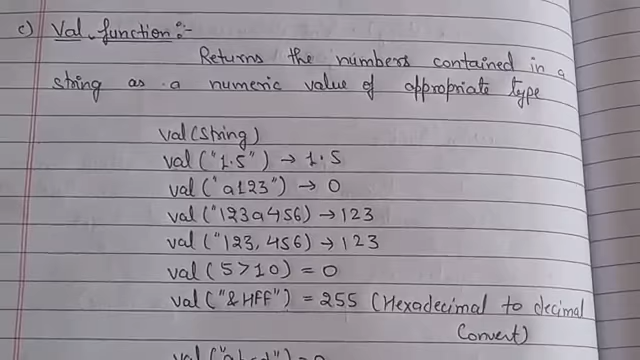 c) Val function:-
Returns the numbers contained in a
string as a numeric value of appropriate type
val(String)
val("1.5") → 1.5
val("a123") → 0
val("123a456) → 123
val("123,456) → 123
val (5>10) = 0
val("&HFF") = 255 (Hexadecimal to decimal
Convert)